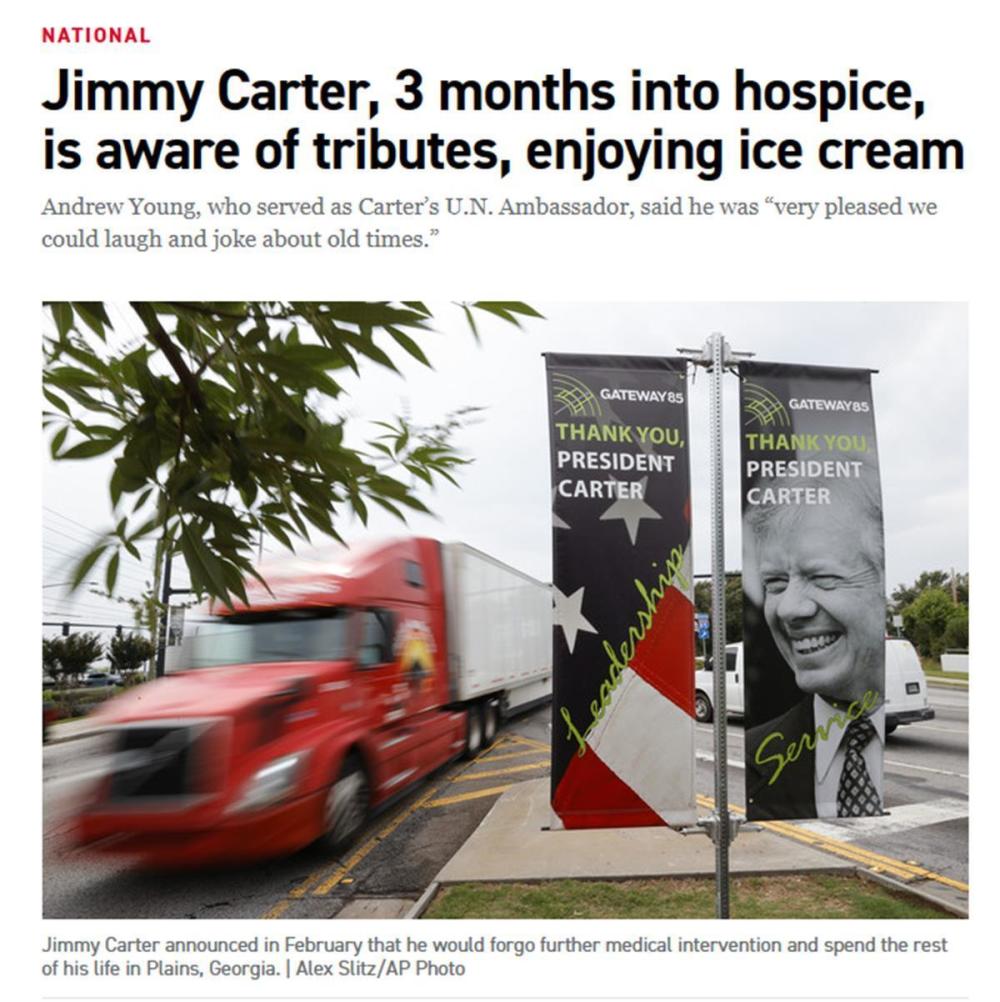 NATIONAL
Jimmy Carter, 3 months into hospice,
is aware of tributes, enjoying ice cream
Andrew Young, who served as Carter’s U.N. Ambassador, said he was “very pleased we
could laugh and joke about old times.”
GATEWAY85
THANK YOU,
PRESIDENT
CARTER
Leadership
GATEWAY85
THANK YOU,
PRESIDENT
CARTER
Service
Jimmy Carter announced in February that he would forgo further medical intervention and spend the rest
of his life in Plains, Georgia. | Alex Slitz/AP Photo